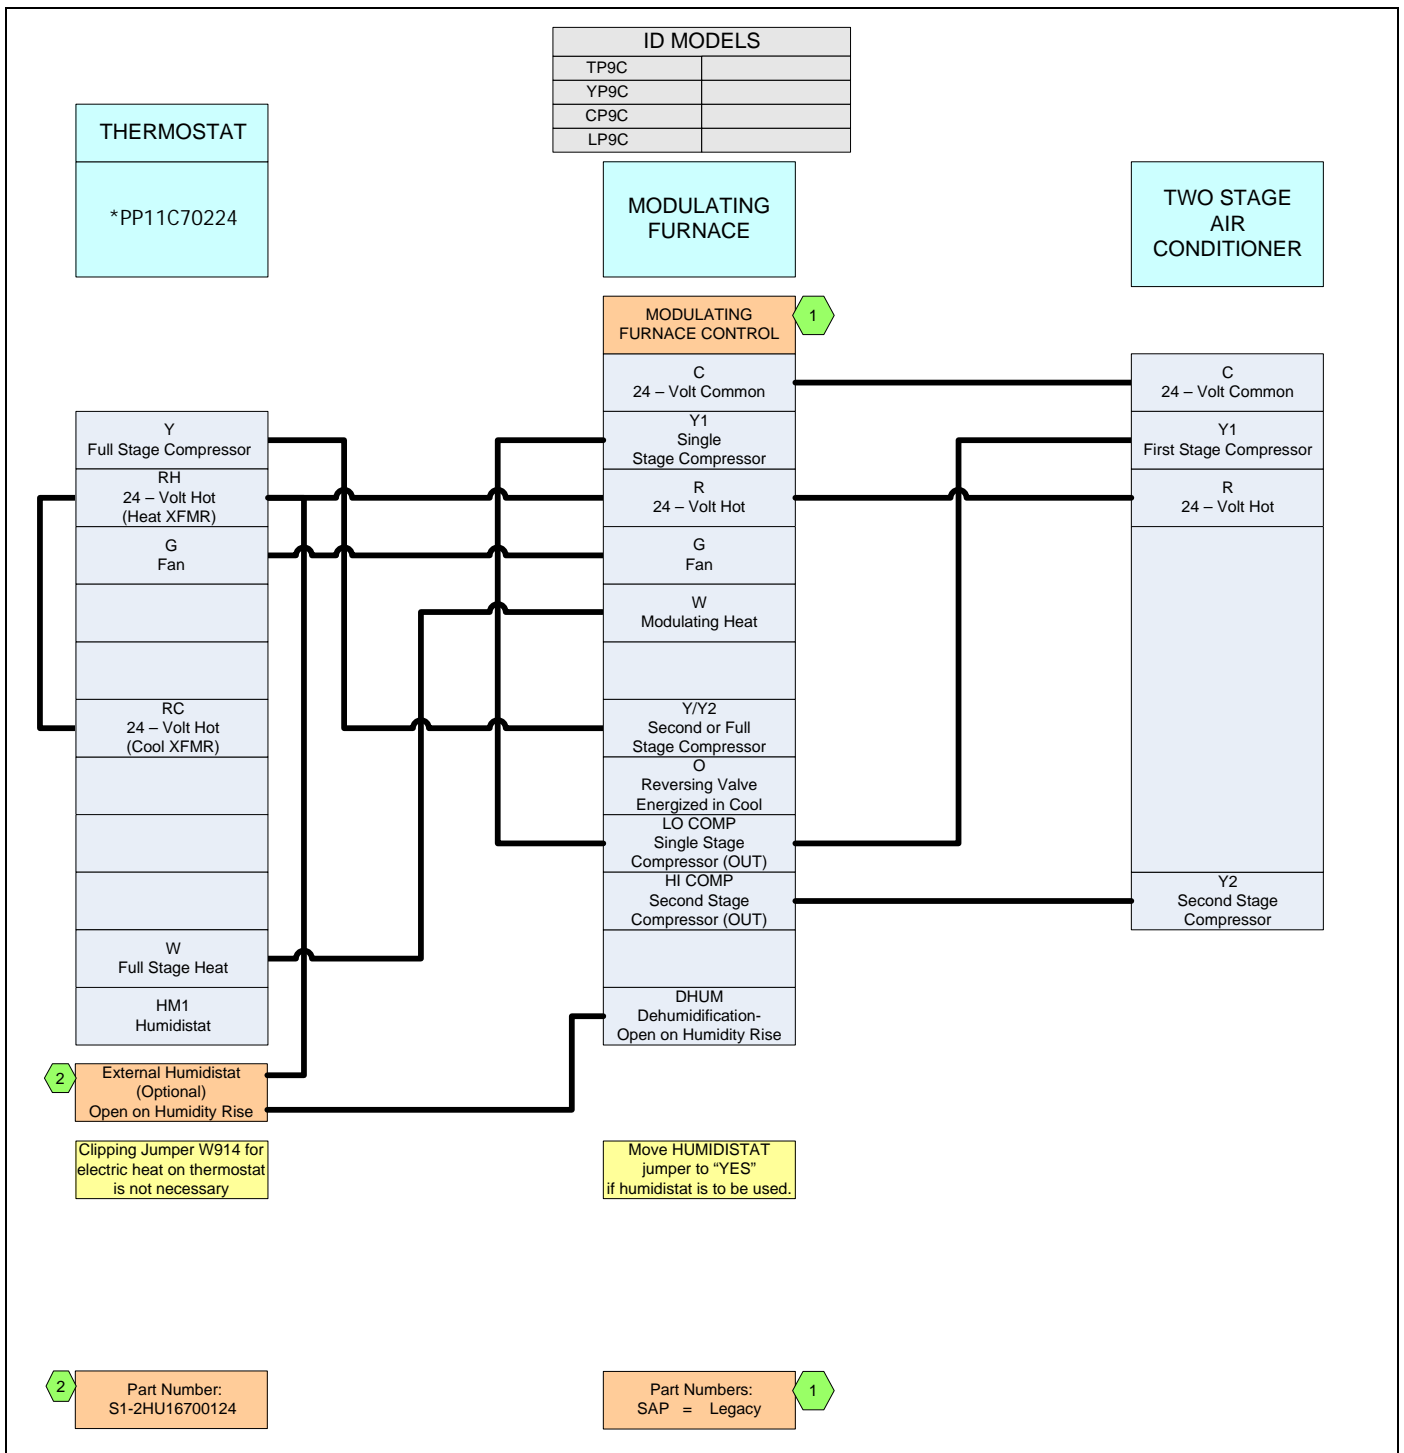 ID MODELS
TP9C
YP9C
CP9C
LP9C
THERMOSTAT
*PP11C70224
MODULATING
FURNACE
TWO STAGE
AIR
CONDITIONER
MODULATING
FURNACE CONTROL
1
Y
Full Stage Compressor
RH
24 – Volt Hot
(Heat XFMR)
G
Fan
RC
24 – Volt Hot
(Cool XFMR)
W
Full Stage Heat
HM1
Humidistat
2
External Humidistat
(Optional)
Open on Humidity Rise
Clipping Jumper W914 for
electric heat on thermostat
is not necessary
C
24 – Volt Common
Y1
Single
Stage Compressor
R
24 – Volt Hot
G
Fan
W
Modulating Heat
Y/Y2
Second or Full
Stage Compressor
O
Reversing Valve
Energized in Cool
LO COMP
Single Stage
Compressor (OUT)
HI COMP
Second Stage
Compressor (OUT)
DHUM
Dehumidification-
Open on Humidity Rise
Move HUMIDISTAT
jumper to “YES”
if humidistat is to be used.
C
24 – Volt Common
Y1
First Stage Compressor
R
24 – Volt Hot
Y2
Second Stage
Compressor
2
Part Number:
S1-2HU16700124
Part Numbers:
SAP = Legacy
1